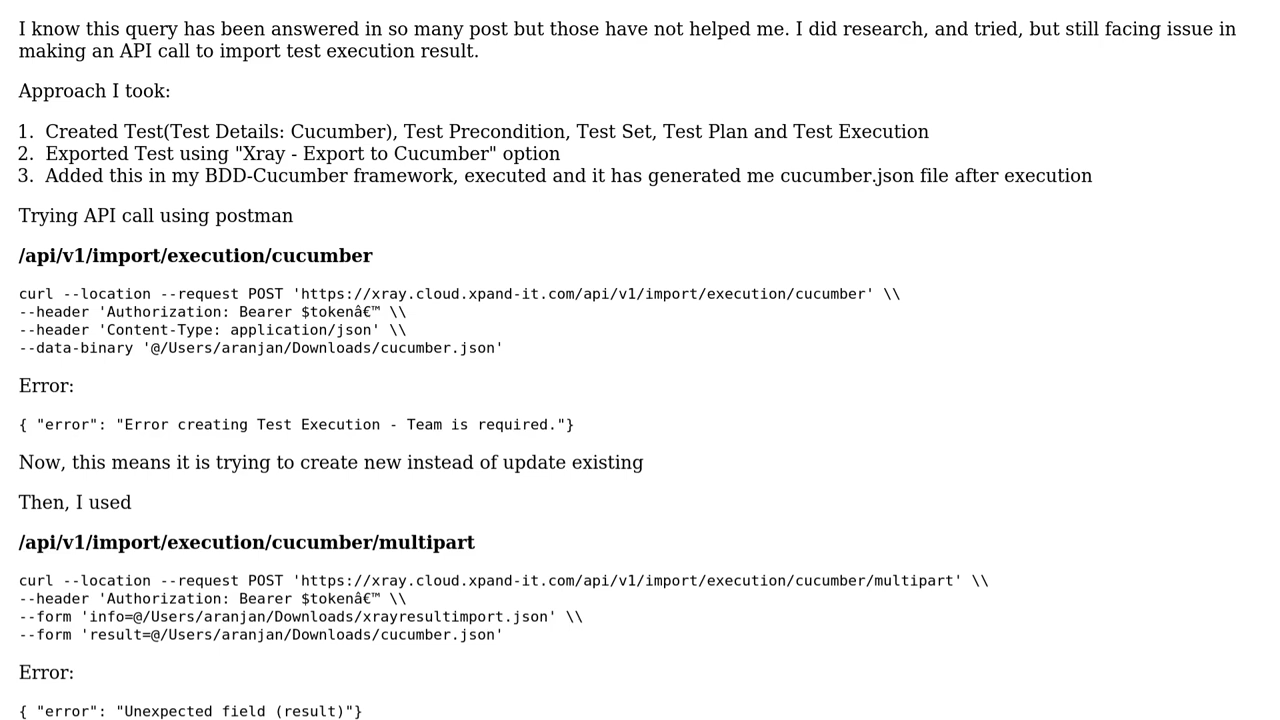 I know this query has been answered in so many post but those have not helped me. I did research, and tried, but still facing issue in
making an API call to import test execution result.
Approach I took:
1. Created Test(Test Details: Cucumber), Test Precondition, Test Set, Test Plan and Test Execution
2. Exported Test using "Xray - Export to Cucumber" option
3. Added this in my BDD-Cucumber framework, executed and it has generated me cucumber.json file after execution
Trying API call using postman
/api/v1/import/execution/cucumber
curl --location --request POST 'https://xray.cloud.xpand-it.com/api/v1/import/execution/cucumber' \\
--header 'Authorization: Bearer $tokenâ€™ \\
--header 'Content-Type: application/json' \\
--data-binary '@/Users/aranjan/Downloads/cucumber.json'
Error:
{ "error": "Error creating Test Execution - Team is required."}
Now, this means it is trying to create new instead of update existing
Then, I used
/api/v1/import/execution/cucumber/multipart
curl --location --request POST 'https://xray.cloud.xpand-it.com/api/v1/import/execution/cucumber/multipart' \\
--header 'Authorization: Bearer $tokenâ€™ \\
--form 'info=@/Users/aranjan/Downloads/xrayresultimport.json' \\
--form 'result=@/Users/aranjan/Downloads/cucumber.json'
Error:
{ "error": "Unexpected field (result)"}